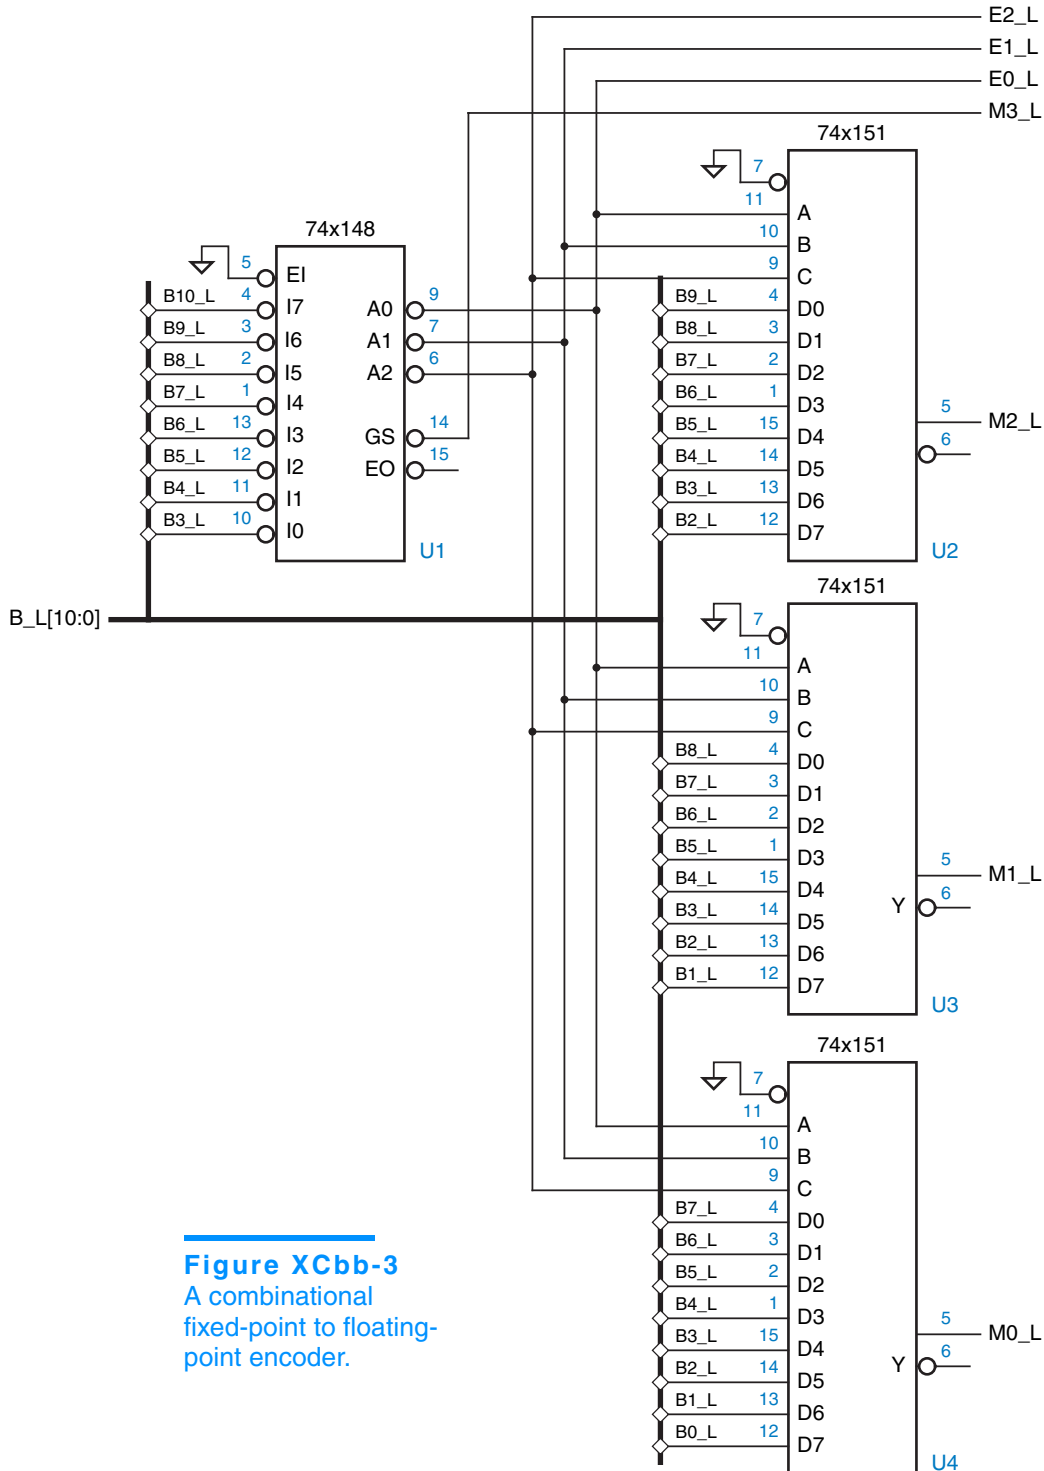 E2_L
E1_L
E0_L
M3_L
74x148
5 EI
B10_L 4 I7
B9_L 3 I6
B8_L 2 I5
B7_L 1 I4
B6_L 13 I3
B5_L 12 I2
B4_L 11 I1
B3_L 10 I0
A0 9
A1 7
A2 6
GS 14
EO 15
U1
B_L[10:0]
74x151
7
11 A
10 B
9 C
B9_L 4 D0
B8_L 3 D1
B7_L 2 D2
B6_L 1 D3
B5_L 15 D4
B4_L 14 D5
B3_L 13 D6
B2_L 12 D7
5 M2_L
6
U2
74x151
7
11 A
10 B
9 C
B8_L 4 D0
B7_L 3 D1
B6_L 2 D2
B5_L 1 D3
B4_L 15 D4
B3_L 14 D5
B2_L 13 D6
B1_L 12 D7
5 M1_L
Y 6
U3
74x151
7
11 A
10 B
9 C
B7_L 4 D0
B6_L 3 D1
B5_L 2 D2
B4_L 1 D3
B3_L 15 D4
B2_L 14 D5
B1_L 13 D6
B0_L 12 D7
5 M0_L
Y 6
U4
Figure XCbb-3
A combinational
fixed-point to floating-
point encoder.